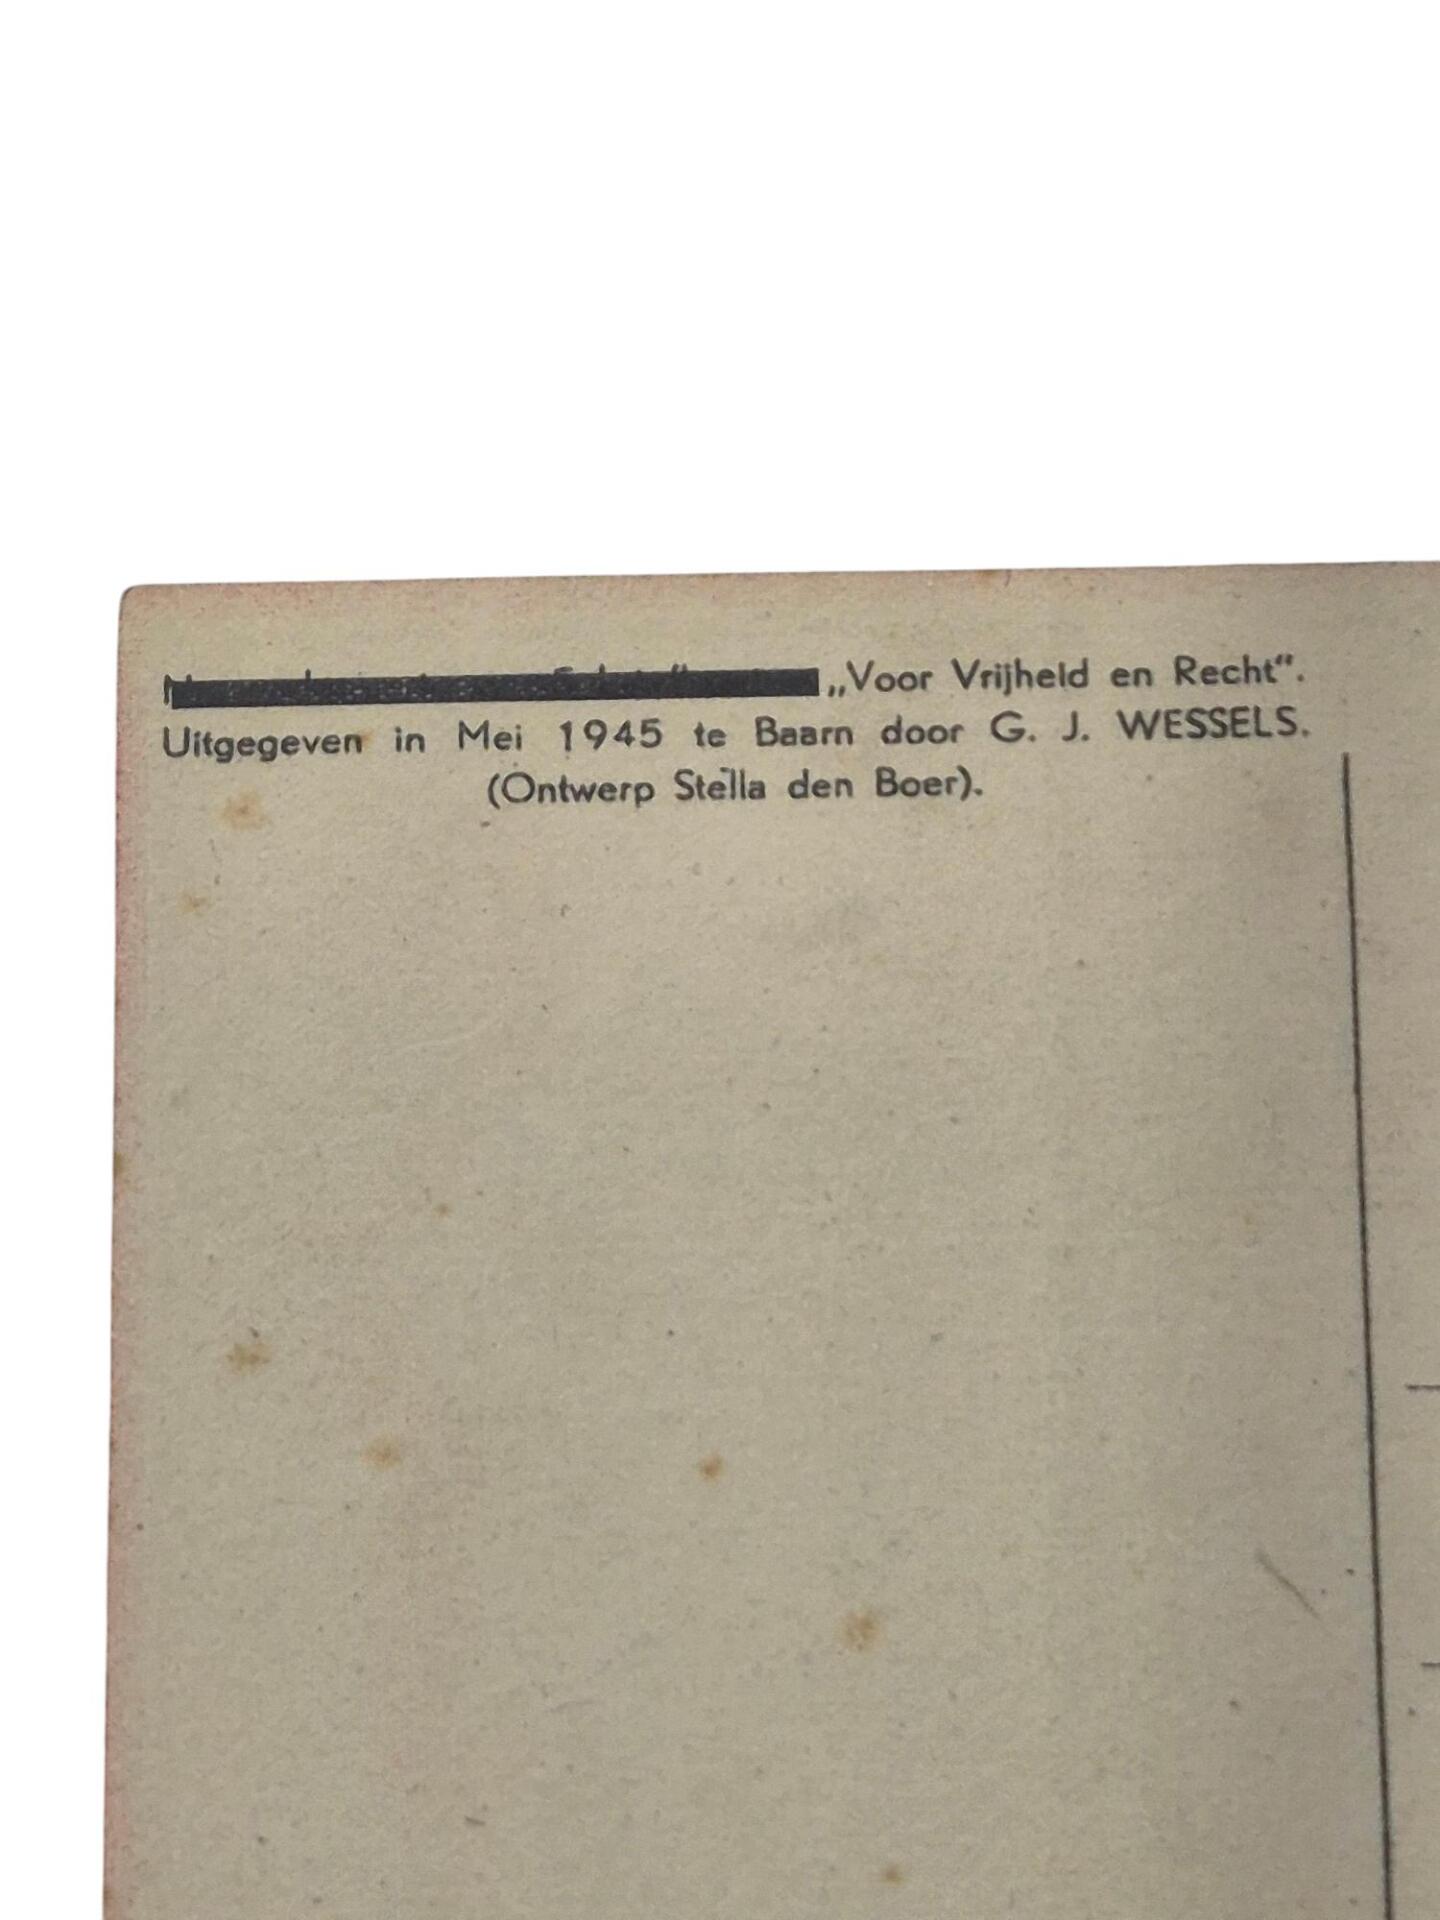 „Voor Vrijheid en Recht“.
Uitgegeven in Mei 1945 te Baarn door G. J. WESSELS.
(Ontwerp Stella den Boer).